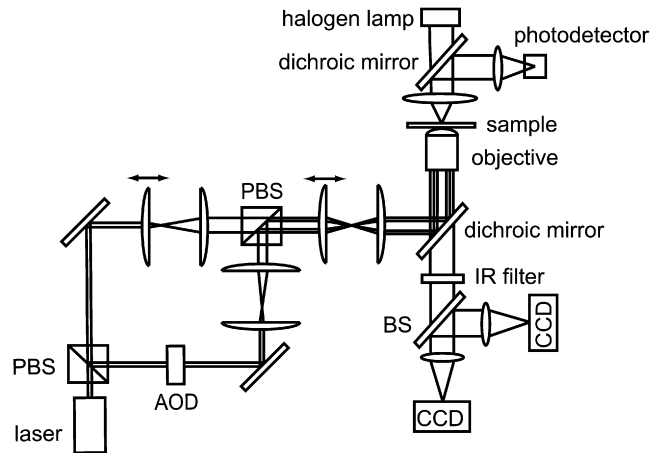 halogen lamp
photodetector
dichroic mirror
sample
objective
PBS
dichroic mirror
IR filter
BS
CCD
PBS
AOD
CCD
laser